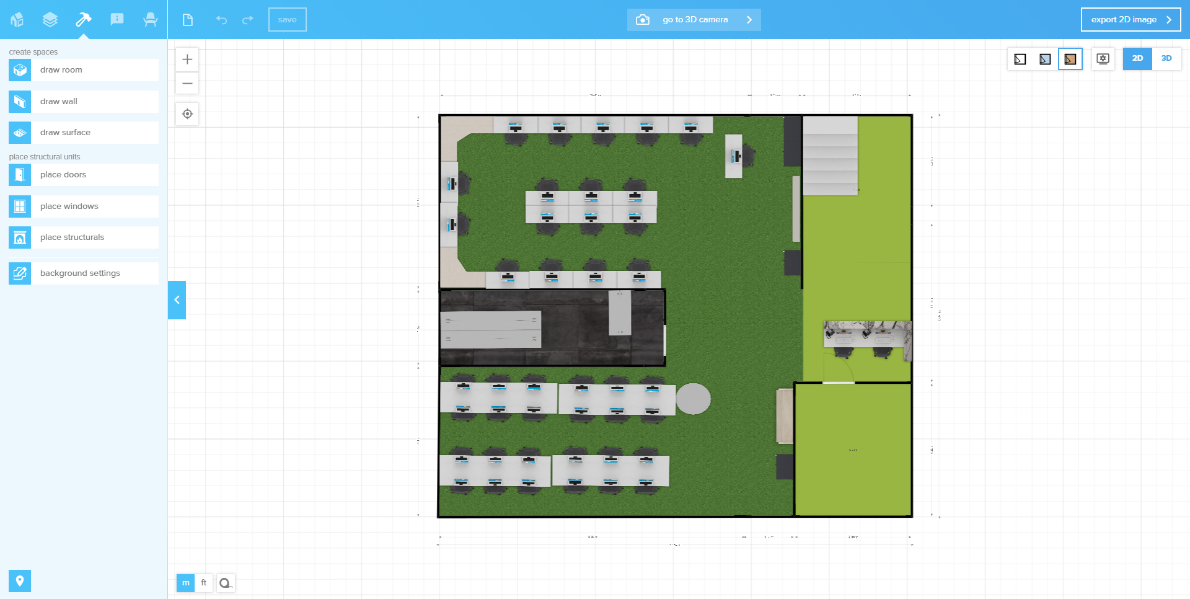 save
go to 3D camera
export 2D image
create spaces
draw room
draw wall
draw surface
place structural units
place doors
place windows
place structurals
background settings
2D
3D
m
ft